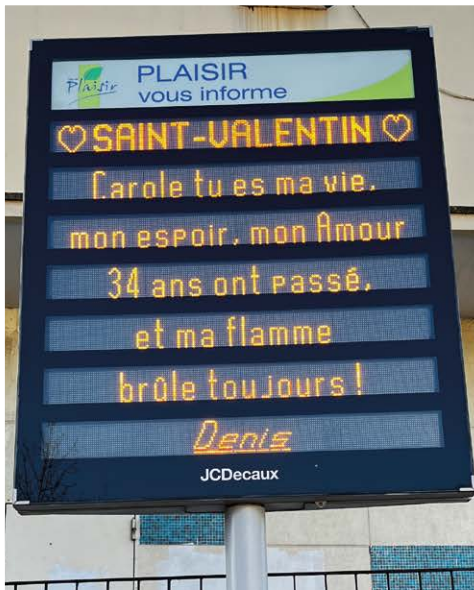 Plaisir
PLAISIR
vous informe
♡ SAINT-VALENTIN ♡
Carole tu es ma vie,
mon espoir, mon Amour
34 ans ont passé,
et ma flamme
brûle toujours !
Denis
JCDecaux